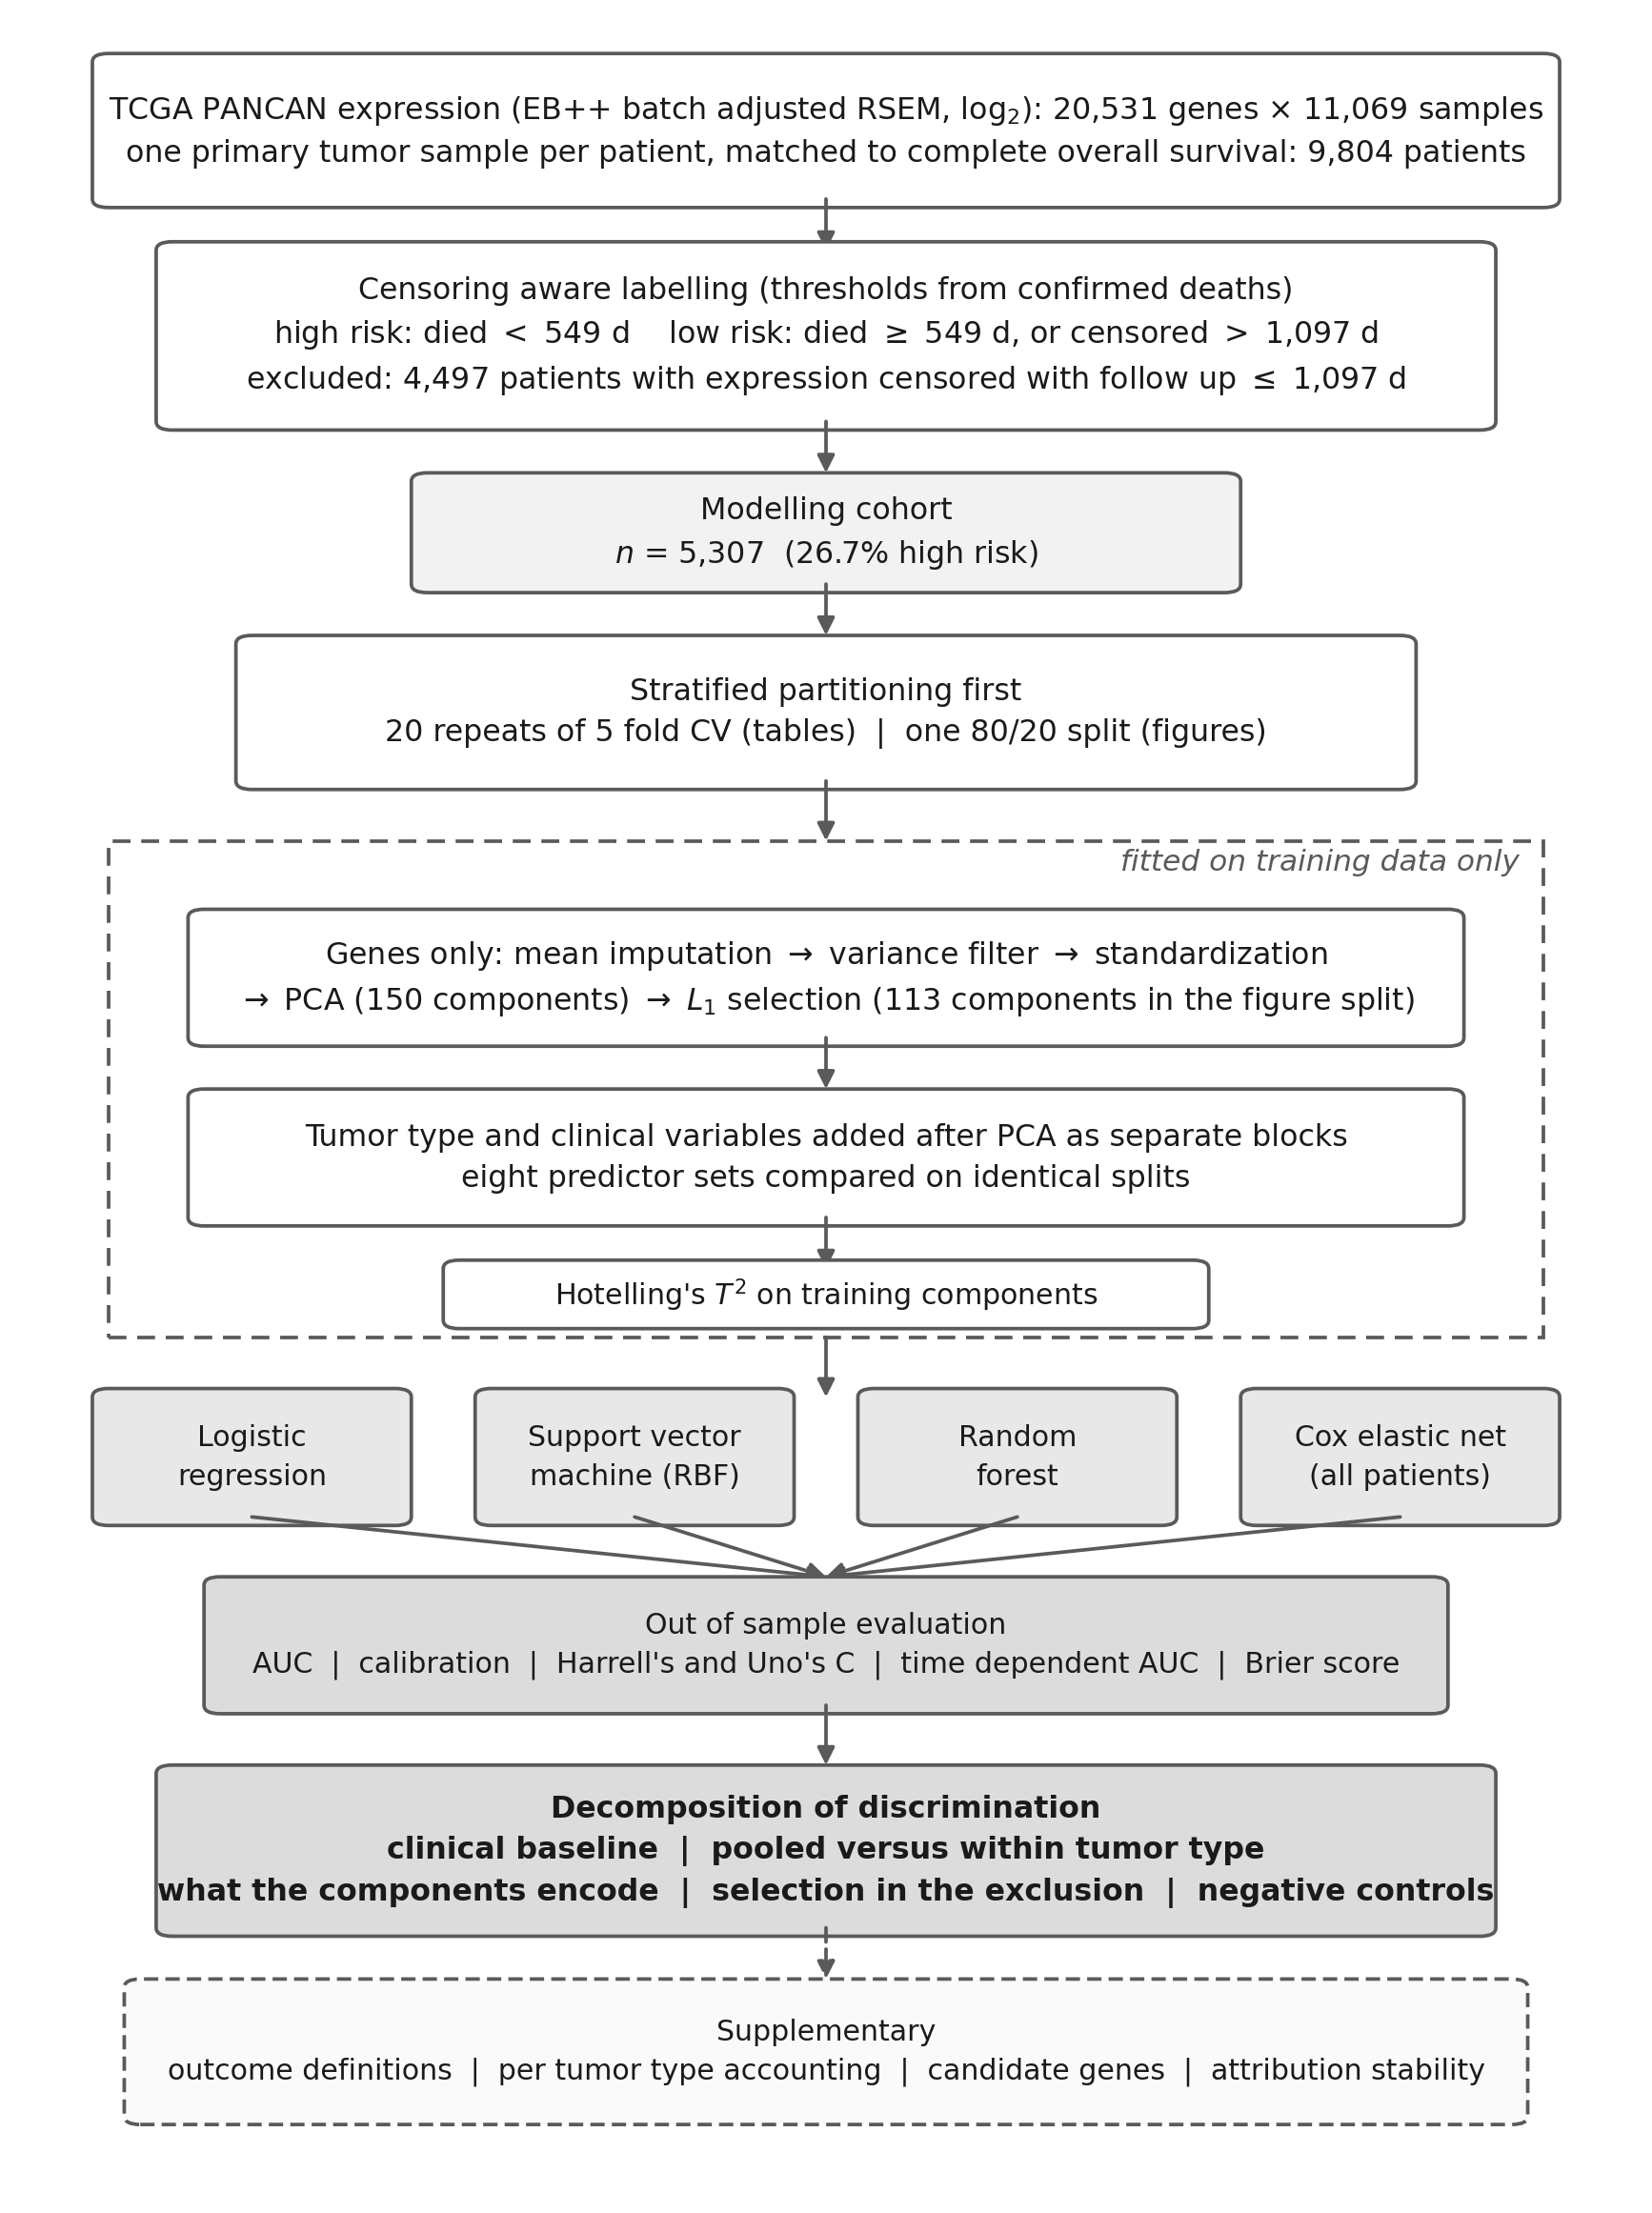 TCGA PANCAN expression (EB++ batch adjusted RSEM, log₂): 20,531 genes × 11,069 samples
one primary tumor sample per patient, matched to complete overall survival: 9,804 patients
Censoring aware labelling (thresholds from confirmed deaths)
high risk: died < 549 d    low risk: died ≥ 549 d, or censored > 1,097 d
excluded: 4,497 patients with expression censored with follow up ≤ 1,097 d
Modelling cohort
n = 5,307  (26.7% high risk)
Stratified partitioning first
20 repeats of 5 fold CV (tables)  |  one 80/20 split (figures)
fitted on training data only
Genes only: mean imputation → variance filter → standardization
→ PCA (150 components) → L₁ selection (113 components in the figure split)
Tumor type and clinical variables added after PCA as separate blocks
eight predictor sets compared on identical splits
Hotelling's T² on training components
Logistic
regression
Support vector
machine (RBF)
Random
forest
Cox elastic net
(all patients)
Out of sample evaluation
AUC  |  calibration  |  Harrell's and Uno's C  |  time dependent AUC  |  Brier score
Decomposition of discrimination
clinical baseline  |  pooled versus within tumor type
what the components encode  |  selection in the exclusion  |  negative controls
Supplementary
outcome definitions  |  per tumor type accounting  |  candidate genes  |  attribution stability